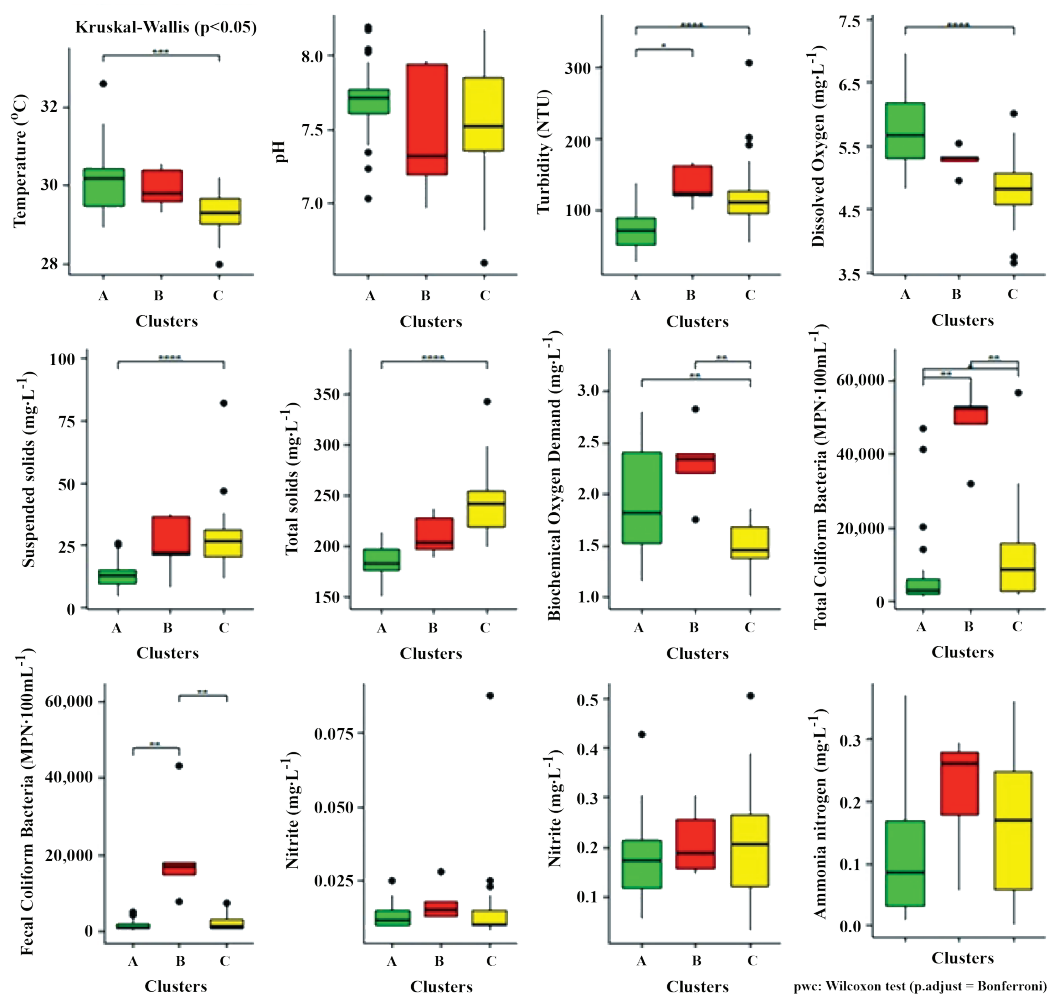 Kruskal-Wallis (p<0.05)
Temperature (°C)
32
30
28
***
A B C
Clusters
pH
8.0
7.5
7.0
A B C
Clusters
Turbidity (NTU)
300
200
100
****
*
A B C
Clusters
Dissolved Oxygen (mg·L-1)
7.5
6.5
5.5
4.5
3.5
****
A B C
Clusters
Suspended solids (mg·L-1)
100
75
50
25
0
****
A B C
Clusters
Total solids (mg·L-1)
350
300
250
200
150
****
A B C
Clusters
Biochemical Oxygen Demand (mg·L-1)
3.0
2.5
2.0
1.5
1.0
**
**
A B C
Clusters
Total Coliform Bacteria (MPN·100mL-1)
60,000
40,000
20,000
0
**
*
**
A B C
Clusters
Fecal Coliform Bacteria (MPN·100mL-1)
60,000
40,000
20,000
0
**
**
A B C
Clusters
Nitrite (mg·L-1)
0.075
0.050
0.025
A B C
Clusters
Nitrite (mg·L-1)
0.5
0.4
0.3
0.2
0.1
A B C
Clusters
Ammonia nitrogen (mg·L-1)
0.3
0.2
0.1
0.0
Clusters
pwc: Wilcoxon test (p.adjust = Bonferroni)